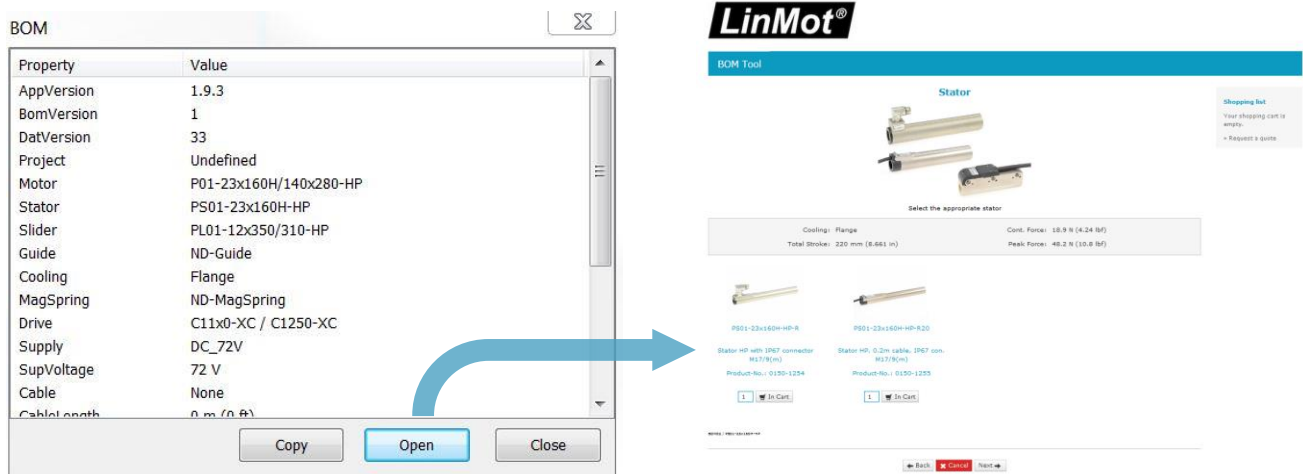 BOM
Property Value
AppVersion 1.9.3
BomVersion 1
DatVersion 33
Project Undefined
Motor P01-23x160H/140x280-HP
Stator PS01-23x160H-HP
Slider PL01-12x350/310-HP
Guide ND-Guide
Cooling Flange
MagSpring ND-MagSpring
Drive C11x0-XC / C1250-XC
Supply DC_72V
SupVoltage 72 V
Cable None
CableLength 0 m (0 ft)
Copy Open Close
LinMot®
BOM Tool
Stator
Shopping list
Your shopping cart is
empty.
» Request a quote
Select the appropriate stator
Cooling: Flange Cont. Force: 18.9 N (4.24 lbf)
Total Stroke: 220 mm (8.661 in) Peak Force: 48.2 N (10.8 lbf)
PS01-23x160H-HP-R PS01-23x160H-HP-R20
Stator HP with IP67 connector Stator HP, 0.2m cable, IP67 con.
M17/9(m) M17/9(m)
Product-No.: 0150-1254 Product-No.: 0150-1255
1 In Cart 1 In Cart
Back Cancel Next